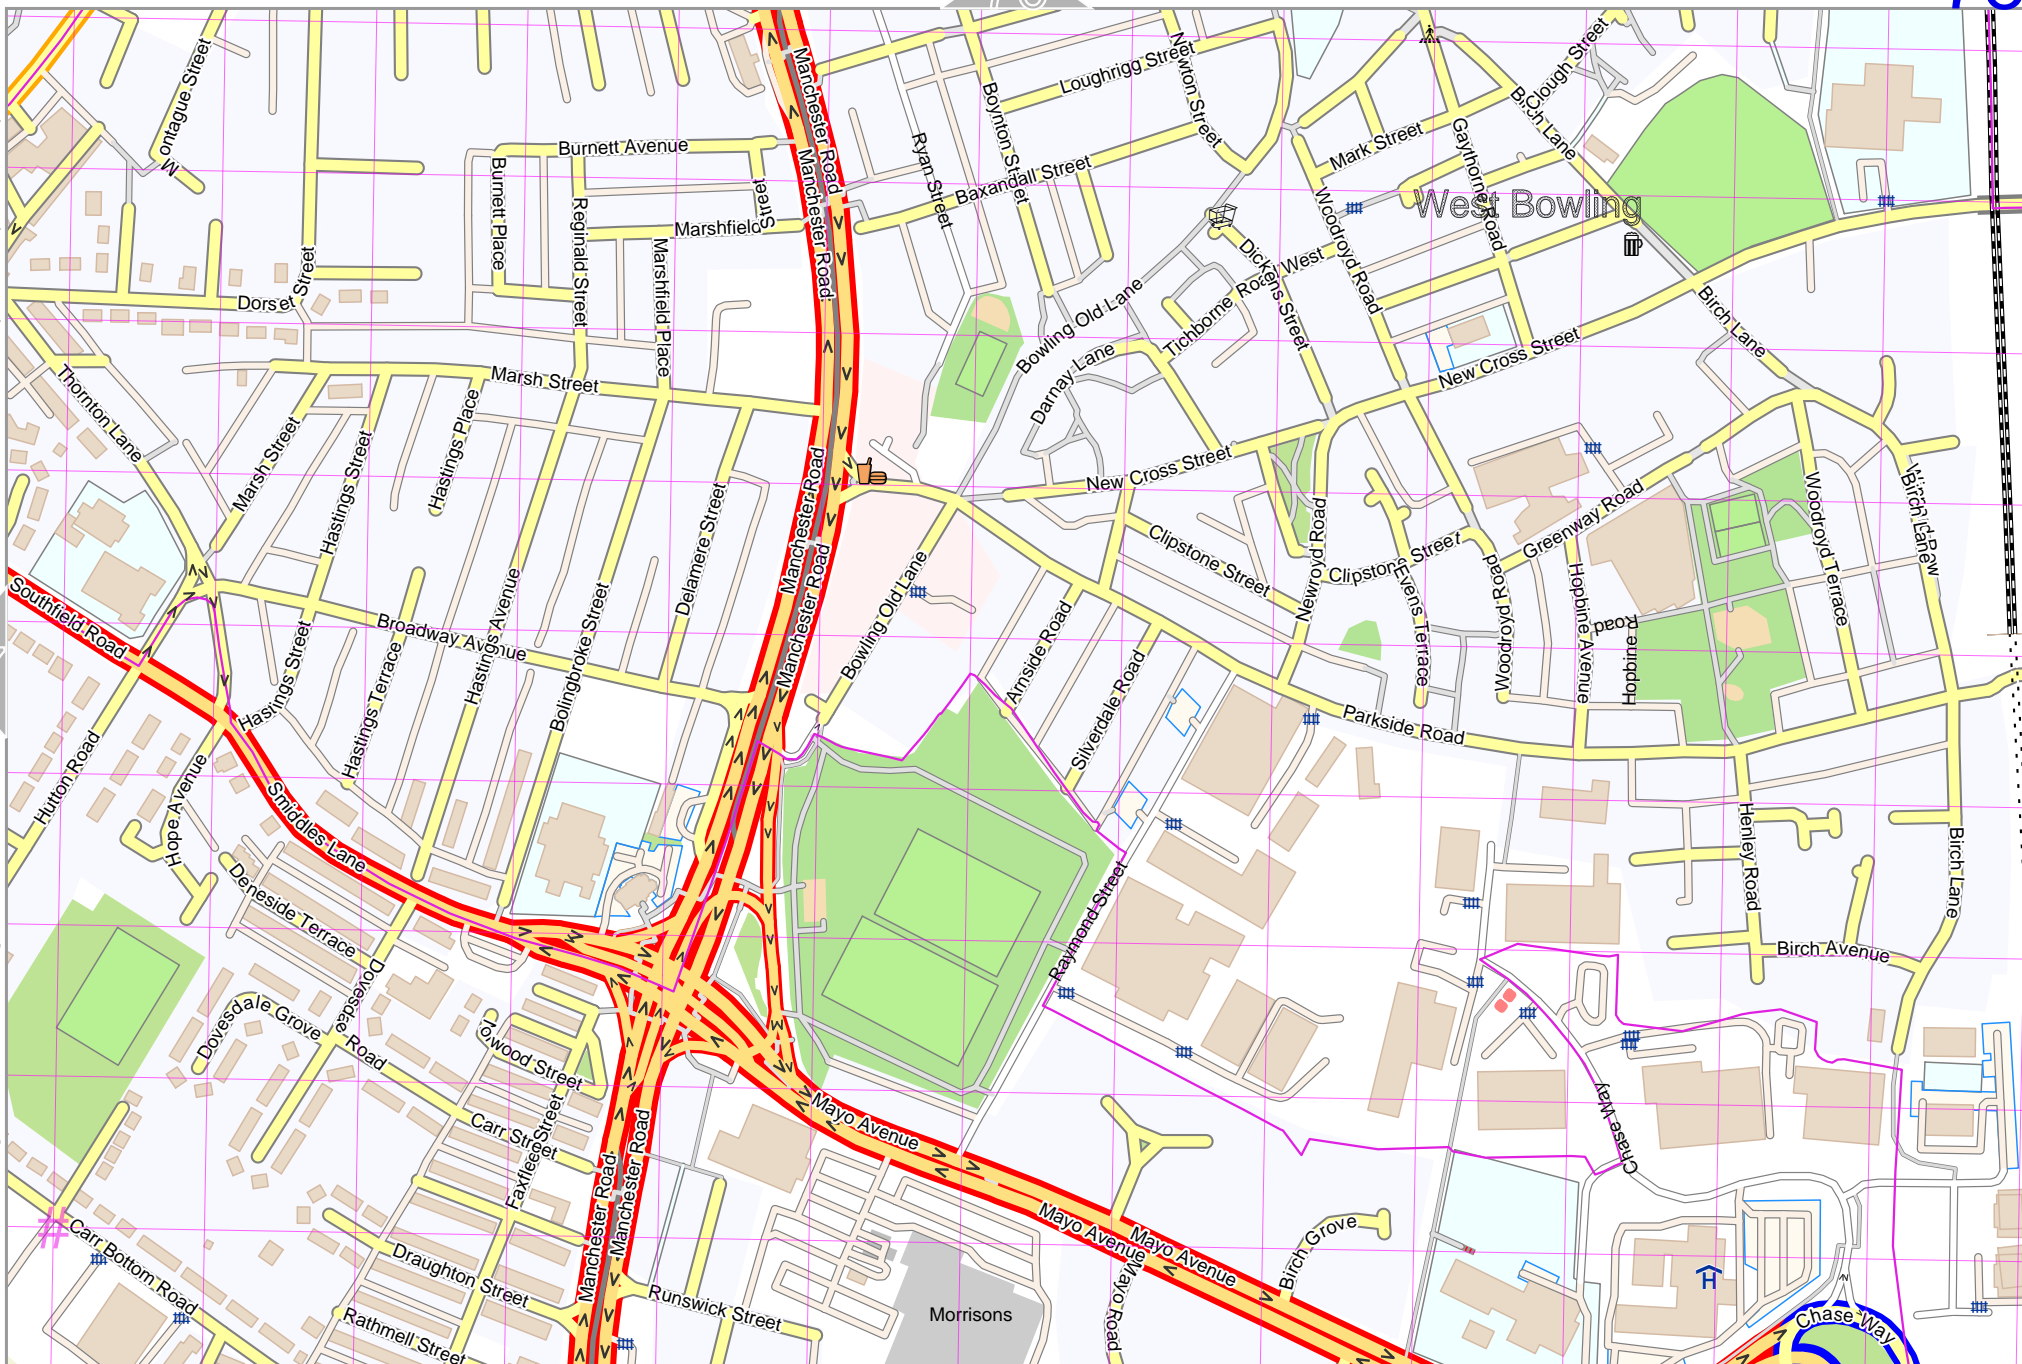 Montague Street
Manchester Road
Newton Street
Loughrigg Street
Clough Street
Birch Lane
Boynton Street
Ryan Street
Burnett Avenue
Burnett Place
Street
Manchester Road
Baxandall Street
Mark Street
Gaythorne Road
West Bowling
Woodroyd Road
Reginald Street
Marshfield
Marshfield Place
Manchester Road
Dickens Street
Tichborne Road West
Bowling Old Lane
Dorset Street
Birch Lane
Darnay Lane
New Cross Street
Marsh Street
Thornton Lane
Hastings Place
Marsh Street
Hastings Street
New Cross Street
Manchester Road
Delamere Street
Greenway Road
Woodroyd Terrace
Birch Lane
Newroyd Road
Clipstone Street
Clipstone Street
Manchester Road
Bowling Old Lane
Evens Terrace
Woodroyd Road
Hopbine Avenue
Hopbine Road
Southfield Road
Broadway Avenue
Hastings Avenue
Bolingbroke Street
Hastings Street
Hastings Terrace
Arnside Road
Silverdale Road
Parkside Road
Hutton Road
Hope Avenue
Smiddles Lane
Henley Road
Birch Lane
Deneside Terrace
Raymond Street
Birch Avenue
Dovesdale
Dovesdale Grove
Road
Street
Carr Street
Faxfleet Street
Mayo Avenue
Chase Way
Manchester Road
Manchester Road
Carr Bottom Road
Draughton Street
Rathmell Street
Runswick Street
Morrisons
Mayo Avenue
Mayo Avenue
Mayo Road
Birch Grove
H
Chase Way
#